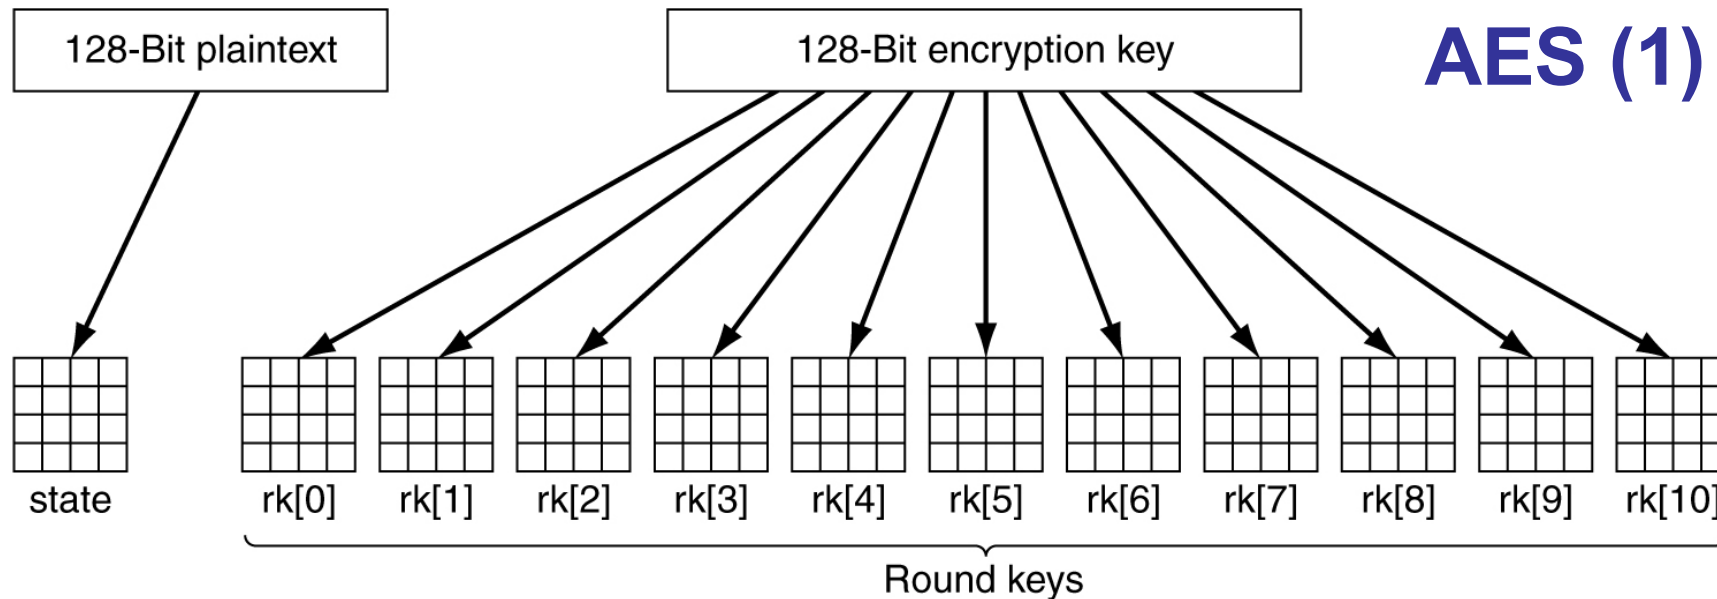 128-Bit plaintext
128-Bit encryption key
AES (1)
state
rk[0]
rk[1]
rk[2]
rk[3]
rk[4]
rk[5]
rk[6]
rk[7]
rk[8]
rk[9]
rk[10]
Round keys